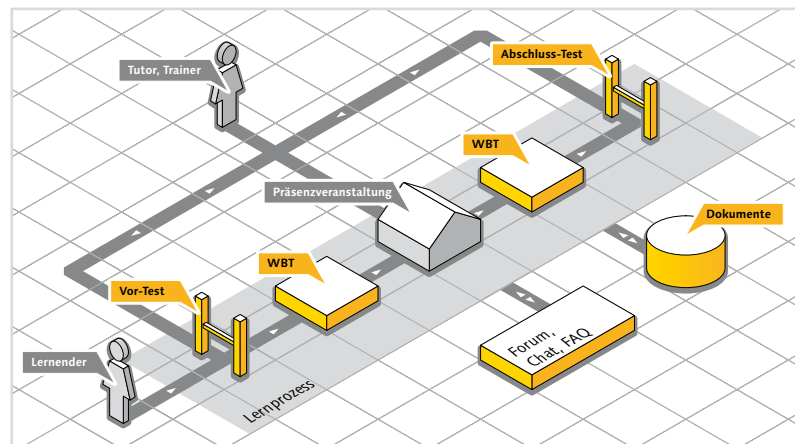 Abschluss-Test
Tutor, Trainer
WBT
Präsenzveranstaltung
Dokumente
WBT
Vor-Test
Forum,
Chat, FAQ
Lernender
Lernprozess